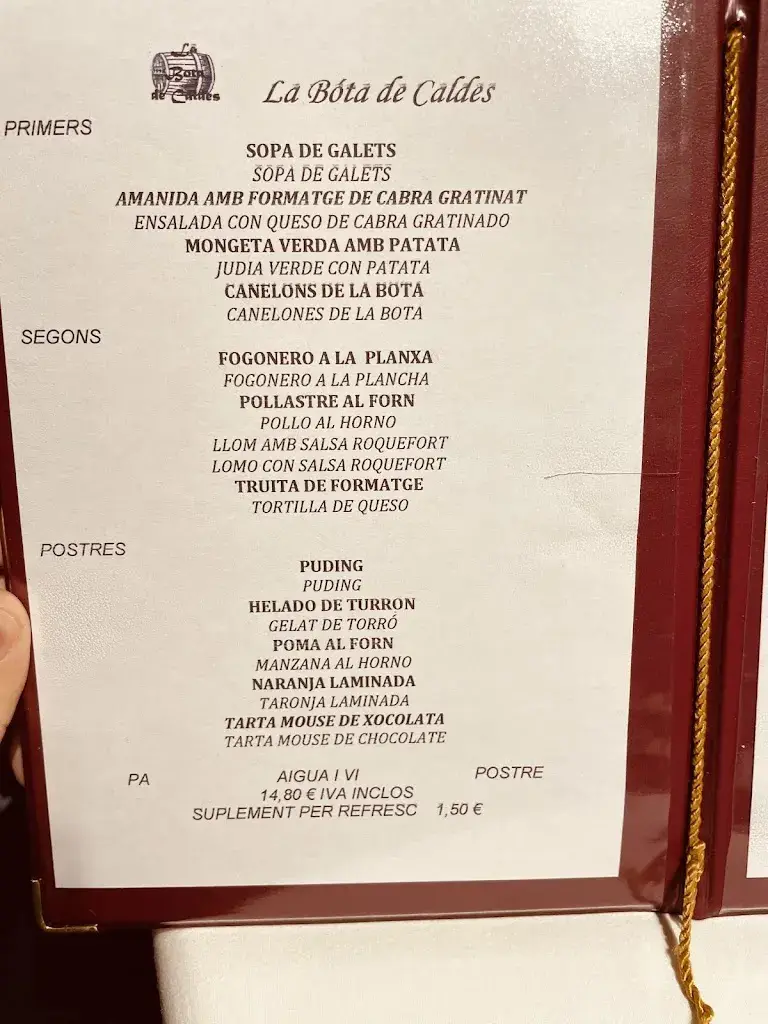 La
Bota
de Caldes
La Bóta de Caldes
PRIMERS
SOPA DE GALETS
SOPA DE GALETS
AMANIDA AMB FORMATGE DE CABRA GRATINAT
ENSALADA CON QUESO DE CABRA GRATINADO
MONGETA VERDA AMB PATATA
JUDIA VERDE CON PATATA
CANELONS DE LA BOTA
CANELONES DE LA BOTA
SEGONS
FOGONERO A LA PLANXA
FOGONERO A LA PLANCHA
POLLASTRE AL FORN
POLLO AL HORNO
LLOM AMB SALSA ROQUEFORT
LOMO CON SALSA ROQUEFORT
TRUITA DE FORMATGE
TORTILLA DE QUESO
POSTRES
PUDING
PUDING
HELADO DE TURRON
GELAT DE TORRÓ
POMA AL FORN
MANZANA AL HORNO
NARANJA LAMINADA
TARONJA LAMINADA
TARTA MOUSE DE XOCOLATA
TARTA MOUSE DE CHOCOLATE
PA AIGUA I VI POSTRE
14,80 € IVA INCLOS
SUPLEMENT PER REFRESC 1,50 €